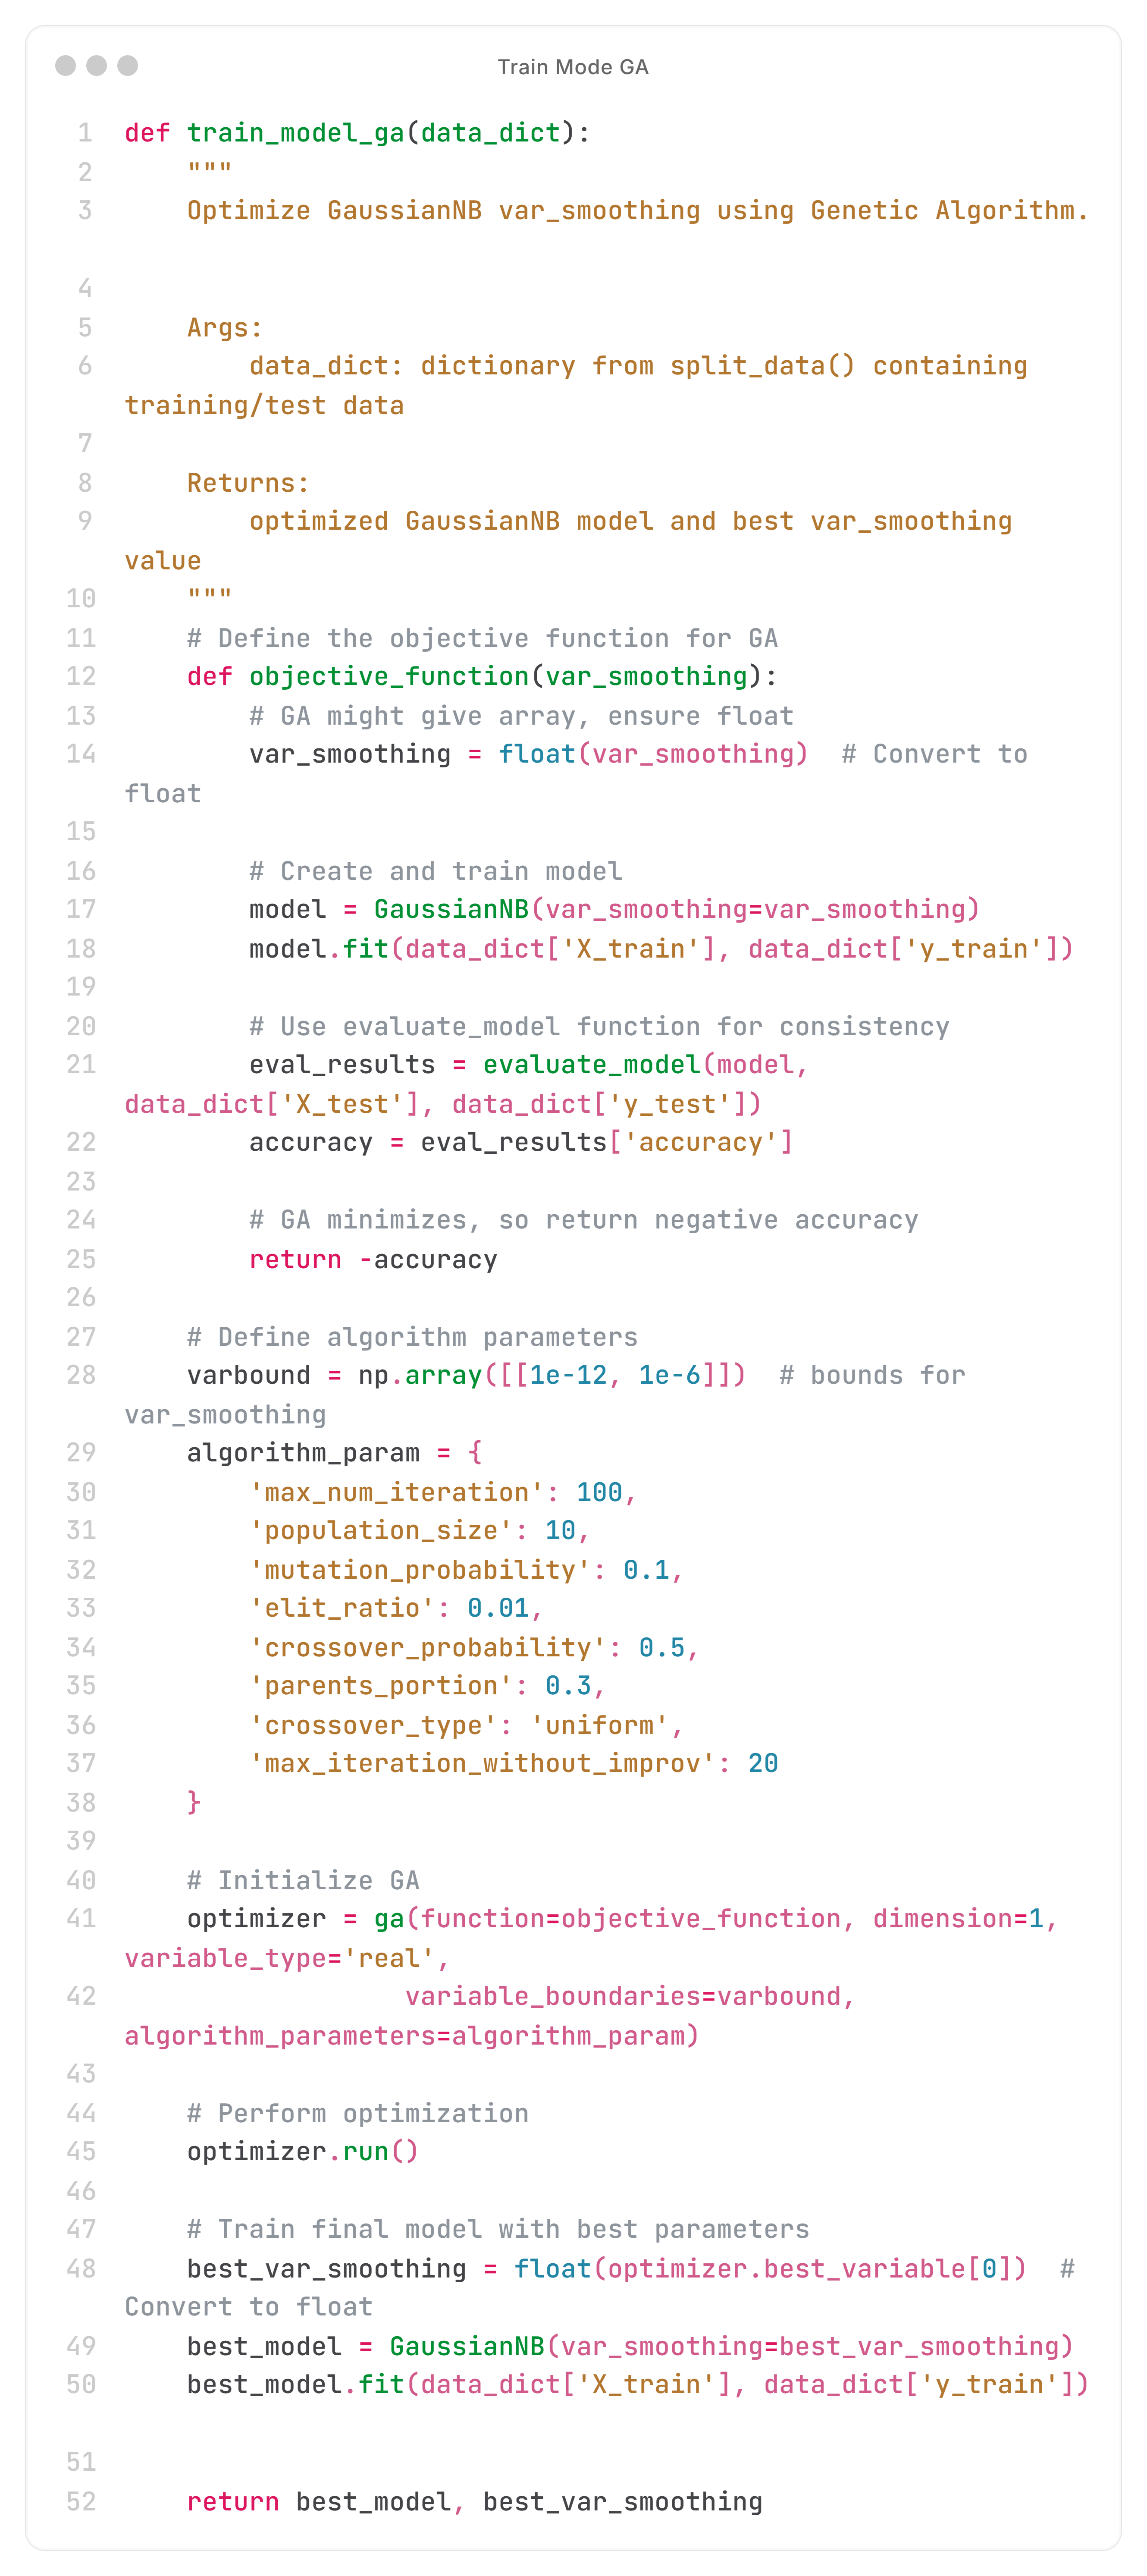 Train Mode GA
1 def train_model_ga(data_dict):
2     """
3     Optimize GaussianNB var_smoothing using Genetic Algorithm.
4
5     Args:
6         data_dict: dictionary from split_data() containing
training/test data
7
8     Returns:
9         optimized GaussianNB model and best var_smoothing
value
10     """
11     # Define the objective function for GA
12     def objective_function(var_smoothing):
13         # GA might give array, ensure float
14         var_smoothing = float(var_smoothing)  # Convert to
float
15
16         # Create and train model
17         model = GaussianNB(var_smoothing=var_smoothing)
18         model.fit(data_dict['X_train'], data_dict['y_train'])
19
20         # Use evaluate_model function for consistency
21         eval_results = evaluate_model(model,
data_dict['X_test'], data_dict['y_test'])
22         accuracy = eval_results['accuracy']
23
24         # GA minimizes, so return negative accuracy
25         return -accuracy
26
27     # Define algorithm parameters
28     varbound = np.array([[1e-12, 1e-6]])  # bounds for
var_smoothing
29     algorithm_param = {
30         'max_num_iteration': 100,
31         'population_size': 10,
32         'mutation_probability': 0.1,
33         'elit_ratio': 0.01,
34         'crossover_probability': 0.5,
35         'parents_portion': 0.3,
36         'crossover_type': 'uniform',
37         'max_iteration_without_improv': 20
38     }
39
40     # Initialize GA
41     optimizer = ga(function=objective_function, dimension=1,
variable_type='real',
42                   variable_boundaries=varbound,
algorithm_parameters=algorithm_param)
43
44     # Perform optimization
45     optimizer.run()
46
47     # Train final model with best parameters
48     best_var_smoothing = float(optimizer.best_variable[0])  #
Convert to float
49     best_model = GaussianNB(var_smoothing=best_var_smoothing)
50     best_model.fit(data_dict['X_train'], data_dict['y_train'])
51
52     return best_model, best_var_smoothing